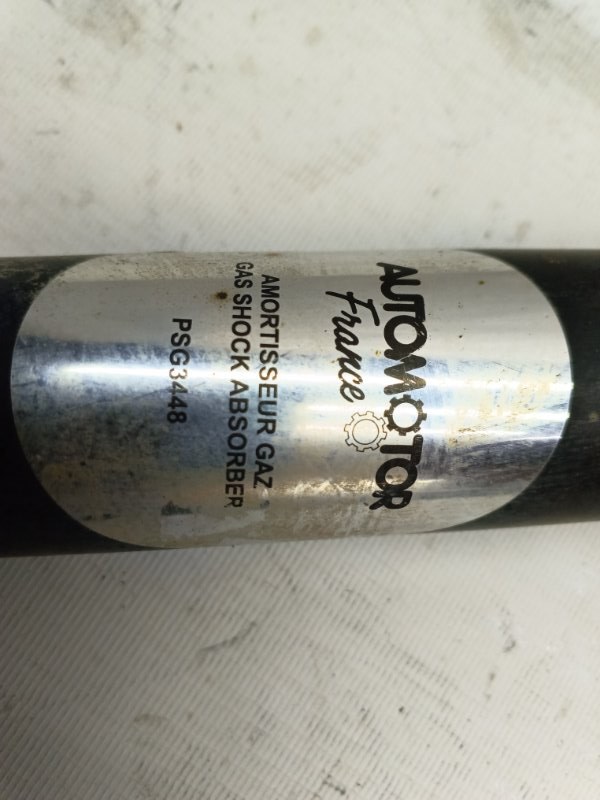 AUTOMOTOR
France
AMORTISSEUR GAZ
GAS SHOCK ABSORBER
PSG3448